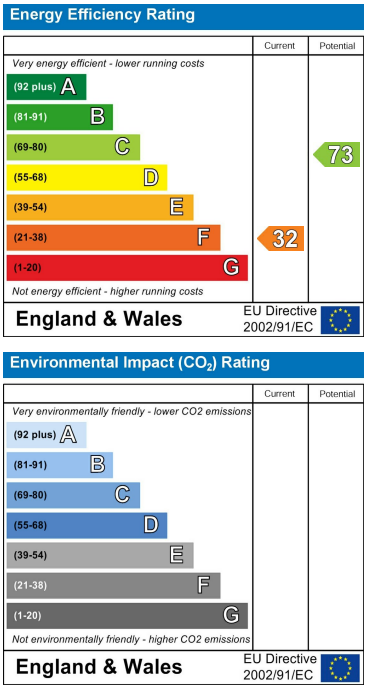 Energy Efficiency Rating
Current Potential
Very energy efficient - lower running costs
(92 plus) A
(81-91) B
(69-80) C
73
(55-68) D
(39-54) E
(21-38) F
32
(1-20) G
Not energy efficient - higher running costs
England & Wales
EU Directive
2002/91/EC
Environmental Impact (CO₂) Rating
Current Potential
Very environmentally friendly - lower CO2 emissions
(92 plus) A
(81-91) B
(69-80) C
(55-68) D
(39-54) E
(21-38) F
(1-20) G
Not environmentally friendly - higher CO2 emissions
England & Wales
EU Directive
2002/91/EC